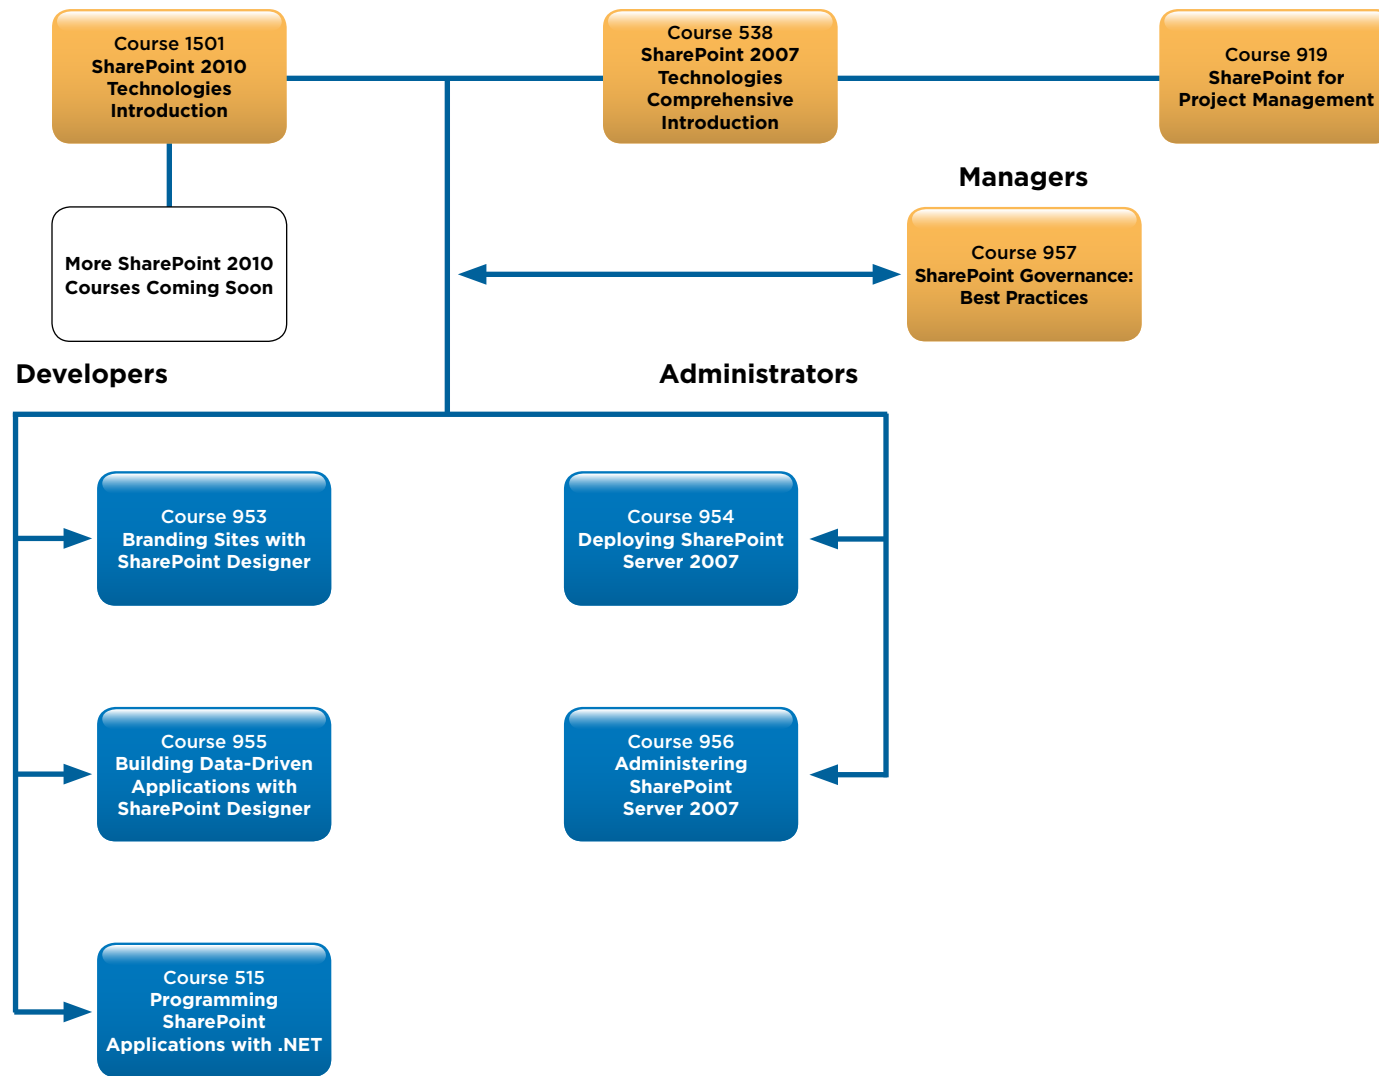 Course 1501
SharePoint 2010
Technologies
Introduction
Course 538
SharePoint 2007
Technologies
Comprehensive
Introduction
Course 919
SharePoint for
Project Management
More SharePoint 2010
Courses Coming Soon
Managers
Course 957
SharePoint Governance:
Best Practices
Developers
Administrators
Course 953
Branding Sites with
SharePoint Designer
Course 954
Deploying SharePoint
Server 2007
Course 955
Building Data-Driven
Applications with
SharePoint Designer
Course 956
Administering
SharePoint
Server 2007
Course 515
Programming
SharePoint
Applications with .NET